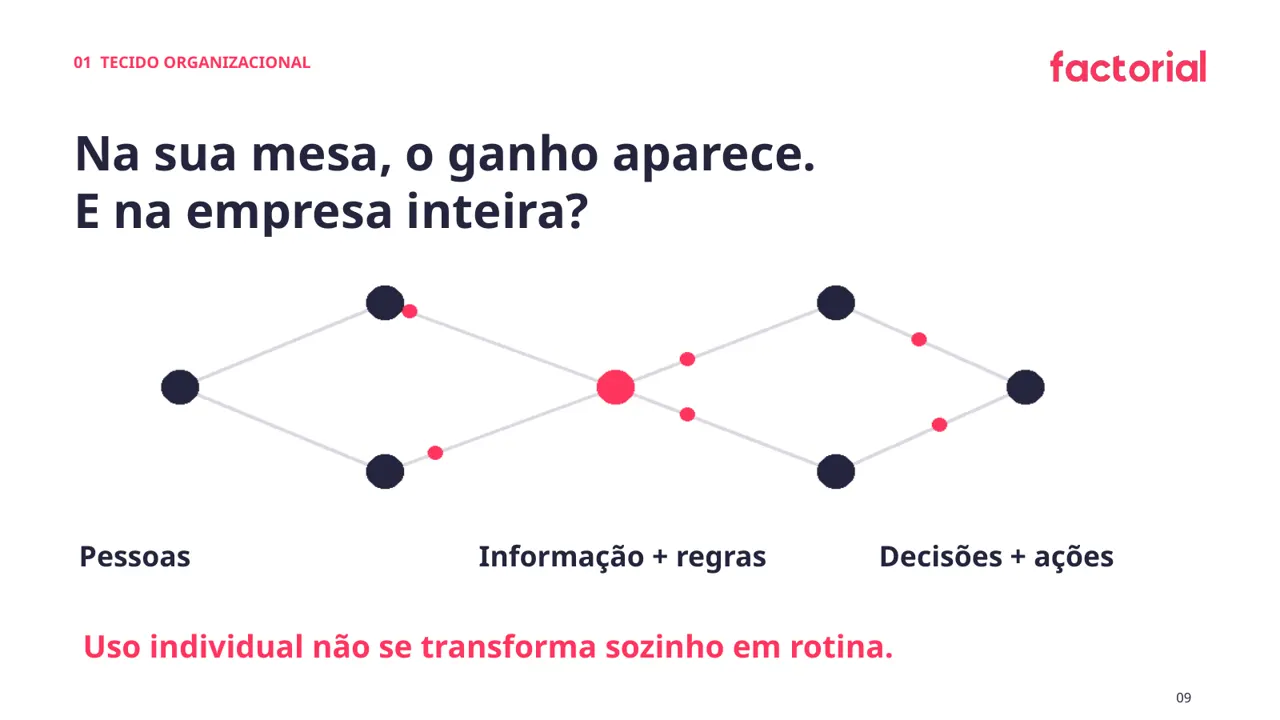 01 TECIDO ORGANIZACIONAL
factorial
Na sua mesa, o ganho aparece.
E na empresa inteira?
Pessoas
Informação + regras
Decisões + ações
Uso individual não se transforma sozinho em rotina.
09